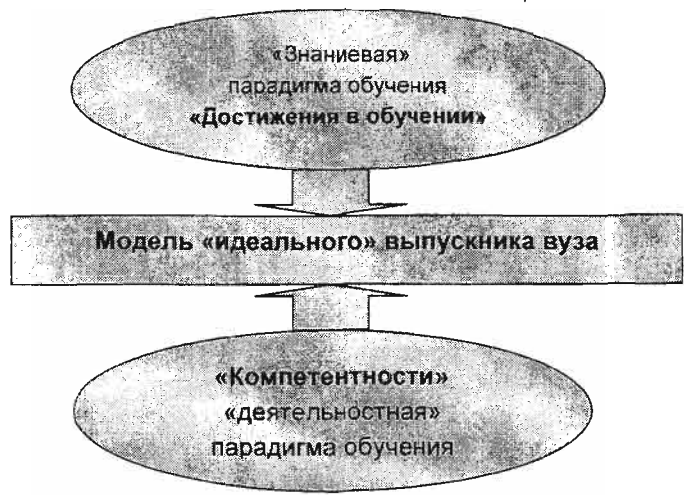 «Знаниевая»
парадигма обучения
«Достижения в обучении»
Модель «идеального» выпускника вуза
«Компетентности»
«деятельностная»
парадигма обучения